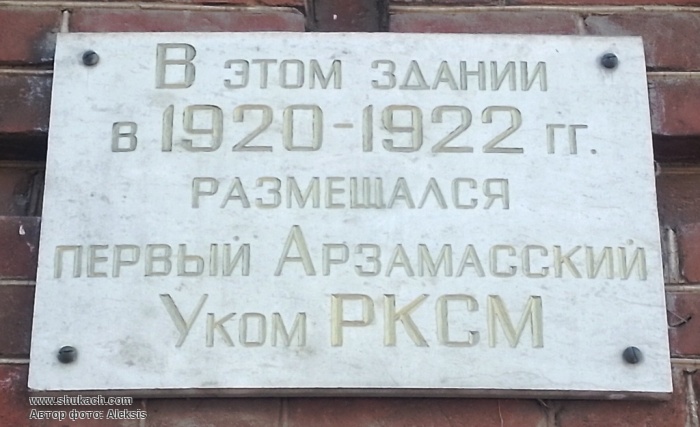 В этом здании
в 1920-1922 гг.
размещался
первый Арзамасский
Уком РКСМ
www.shukach.com
Автор фото: Aleksis